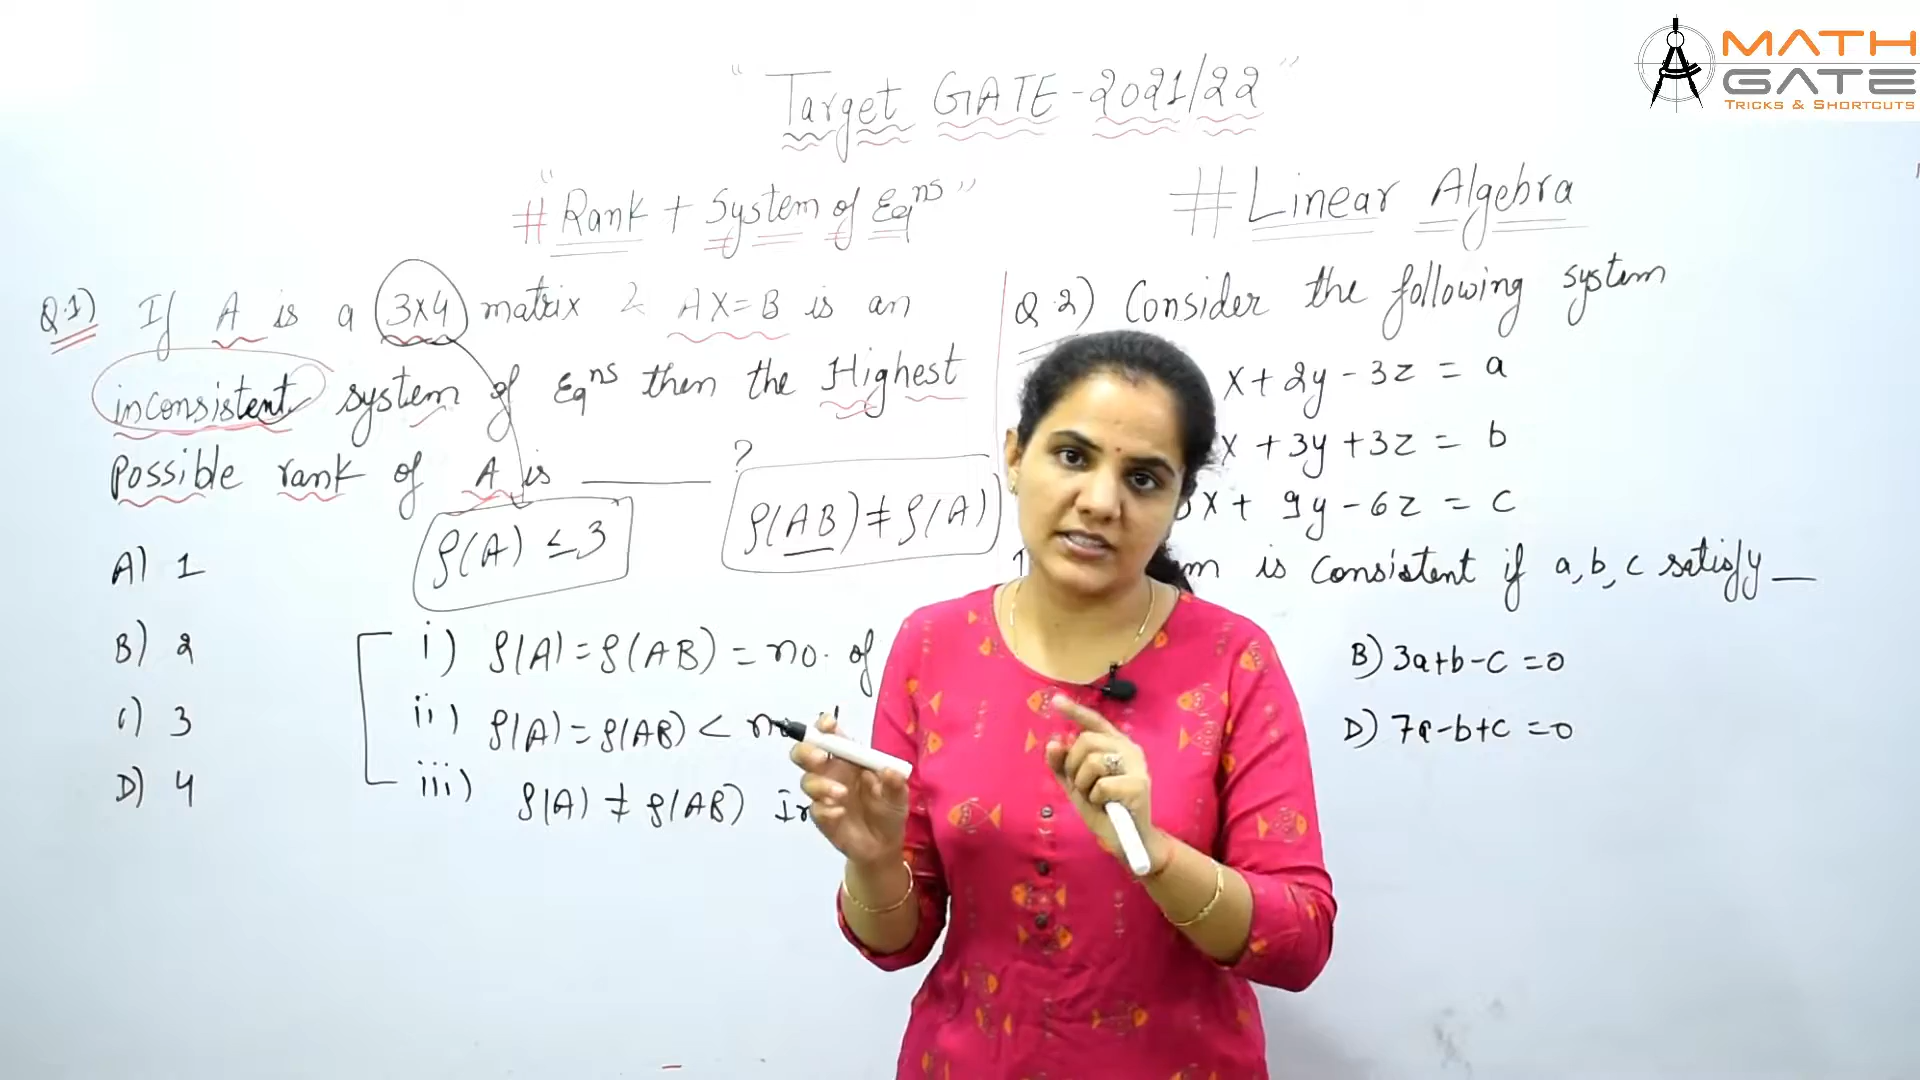 MATH
GATE
TRICKS & SHORTCUTS
"Target GATE-2021/22"
"# Rank + System of Eqns"
# Linear Algebra
Q.1) If A is a 3x4 matrix & AX=B is an
inconsistent system of Eqns then the Highest
possible rank of A is ______ ?
ρ(A) ≤ 3
ρ(AB) ≠ ρ(A)
A) 1
B) 2
C) 3
D) 4
i) ρ(A) = ρ(AB) = no. of
ii) ρ(A) = ρ(AB) <
iii) ρ(A) ≠ ρ(AB)
Q.2) Consider the following system
x + 2y - 3z = a
x + 3y + 3z = b
x + 9y - 6z = c
is consistent if a, b, c satisfy __
B) 3a+b-c=0
D) 7a-b+c=0